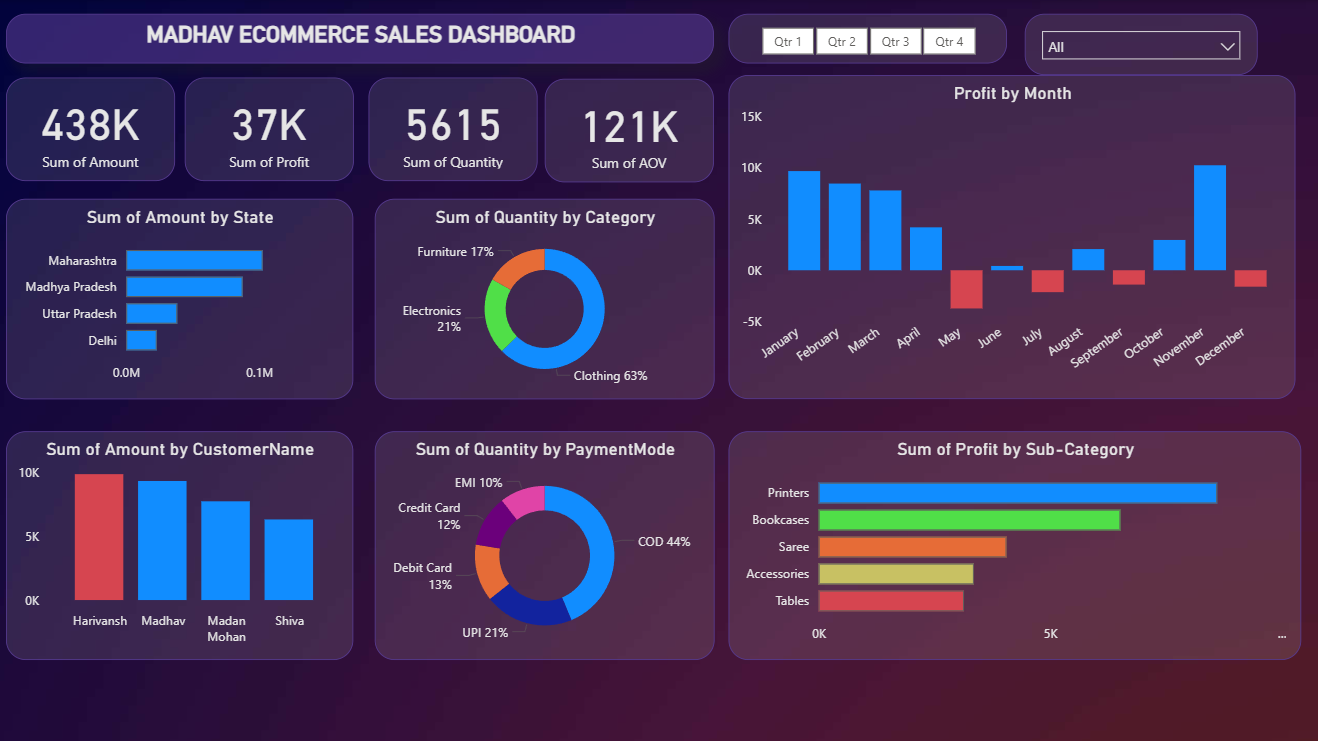 MADHAV ECOMMERCE SALES DASHBOARD
Qtr 1 Qtr 2 Qtr 3 Qtr 4
All
438K
Sum of Amount
37K
Sum of Profit
5615
Sum of Quantity
121K
Sum of AOV
Profit by Month
15K
10K
5K
0K
-5K
January February March April May June July August September October November December
Sum of Amount by State
Maharashtra
Madhya Pradesh
Uttar Pradesh
Delhi
0.0M 0.1M
Sum of Quantity by Category
Furniture 17%
Electronics
21%
Clothing 63%
Sum of Amount by CustomerName
10K
5K
0K
Harivansh Madhav Madan Shiva
Mohan
Sum of Quantity by PaymentMode
EMI 10%
Credit Card
12%
COD 44%
Debit Card
13%
UPI 21%
Sum of Profit by Sub-Category
Printers
Bookcases
Saree
Accessories
Tables
0K 5K ...